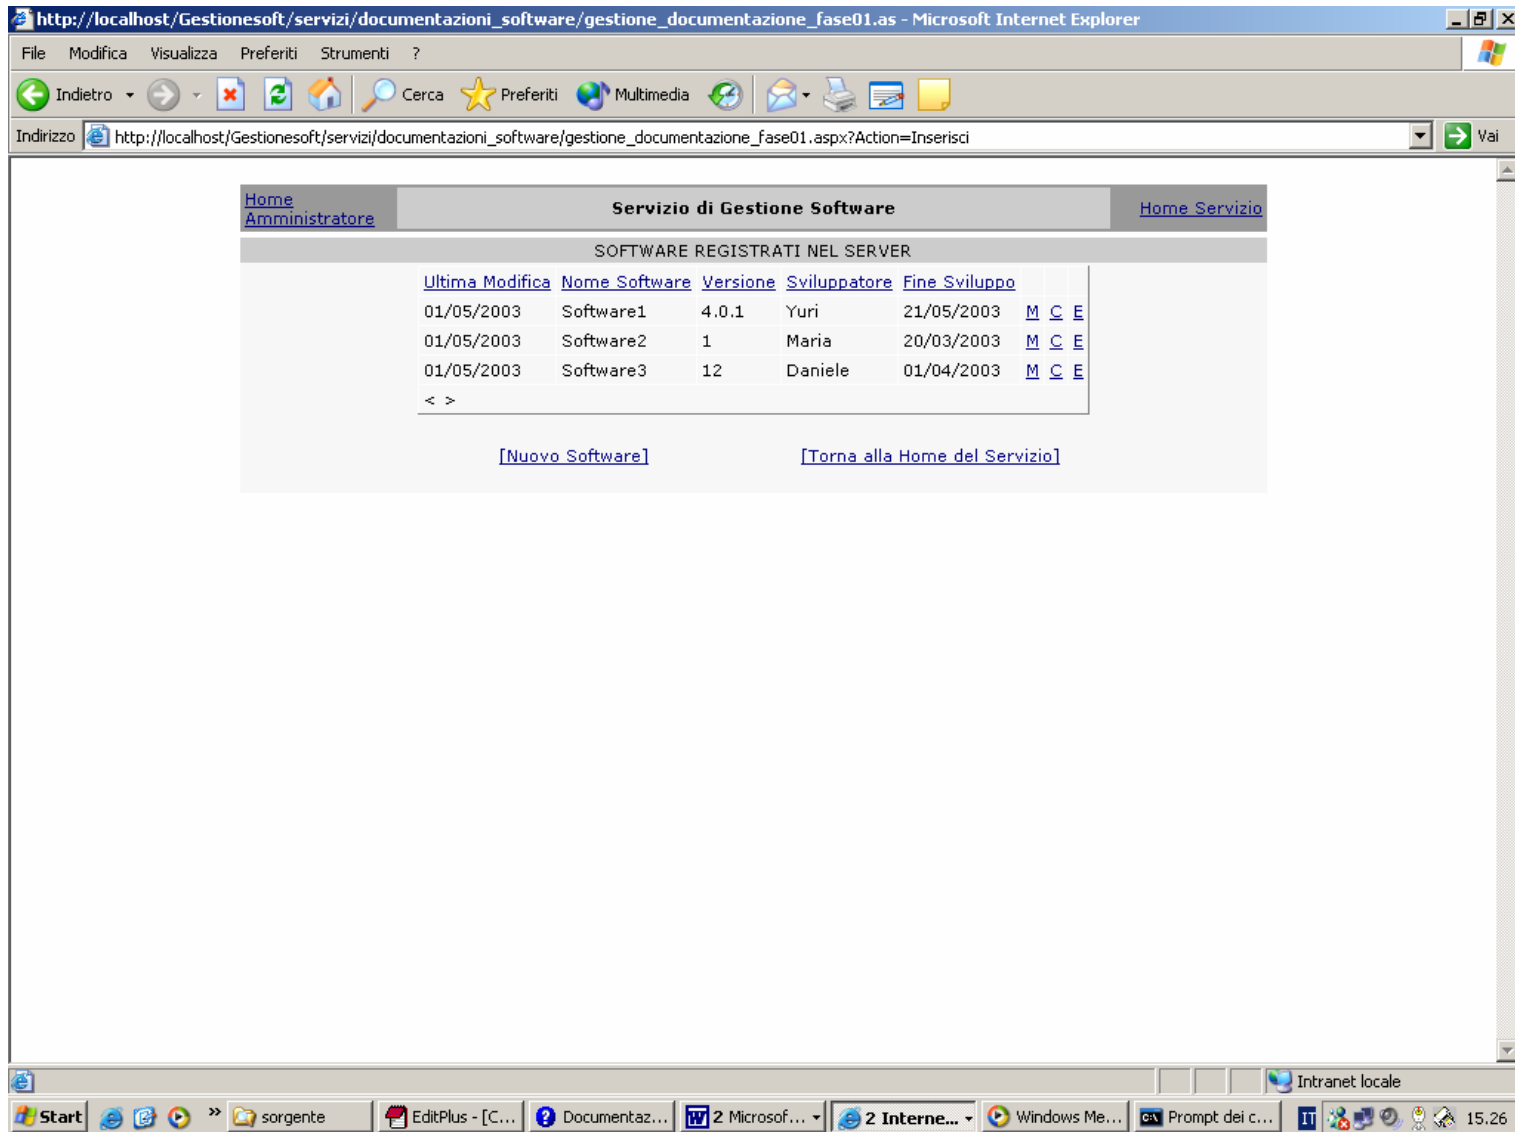 http://localhost/Gestionesoft/servizi/documentazioni_software/gestione_documentazione_fase01.as - Microsoft Internet Explorer
File Modifica Visualizza Preferiti Strumenti ?
Indietro Cerca Preferiti Multimedia
Indirizzo http://localhost/Gestionesoft/servizi/documentazioni_software/gestione_documentazione_fase01.aspx?Action=Inserisci Vai
Home Amministratore Servizio di Gestione Software Home Servizio
SOFTWARE REGISTRATI NEL SERVER
Ultima Modifica Nome Software Versione Sviluppatore Fine Sviluppo
01/05/2003 Software1 4.0.1 Yuri 21/05/2003 M C E
01/05/2003 Software2 1 Maria 20/03/2003 M C E
01/05/2003 Software3 12 Daniele 01/04/2003 M C E
< >
[Nuovo Software] [Torna alla Home del Servizio]
Intranet locale
Start » sorgente EditPlus - [C... Documentaz... 2 Microsof... 2 Interne... Windows Me... Prompt dei c... IT 15.26